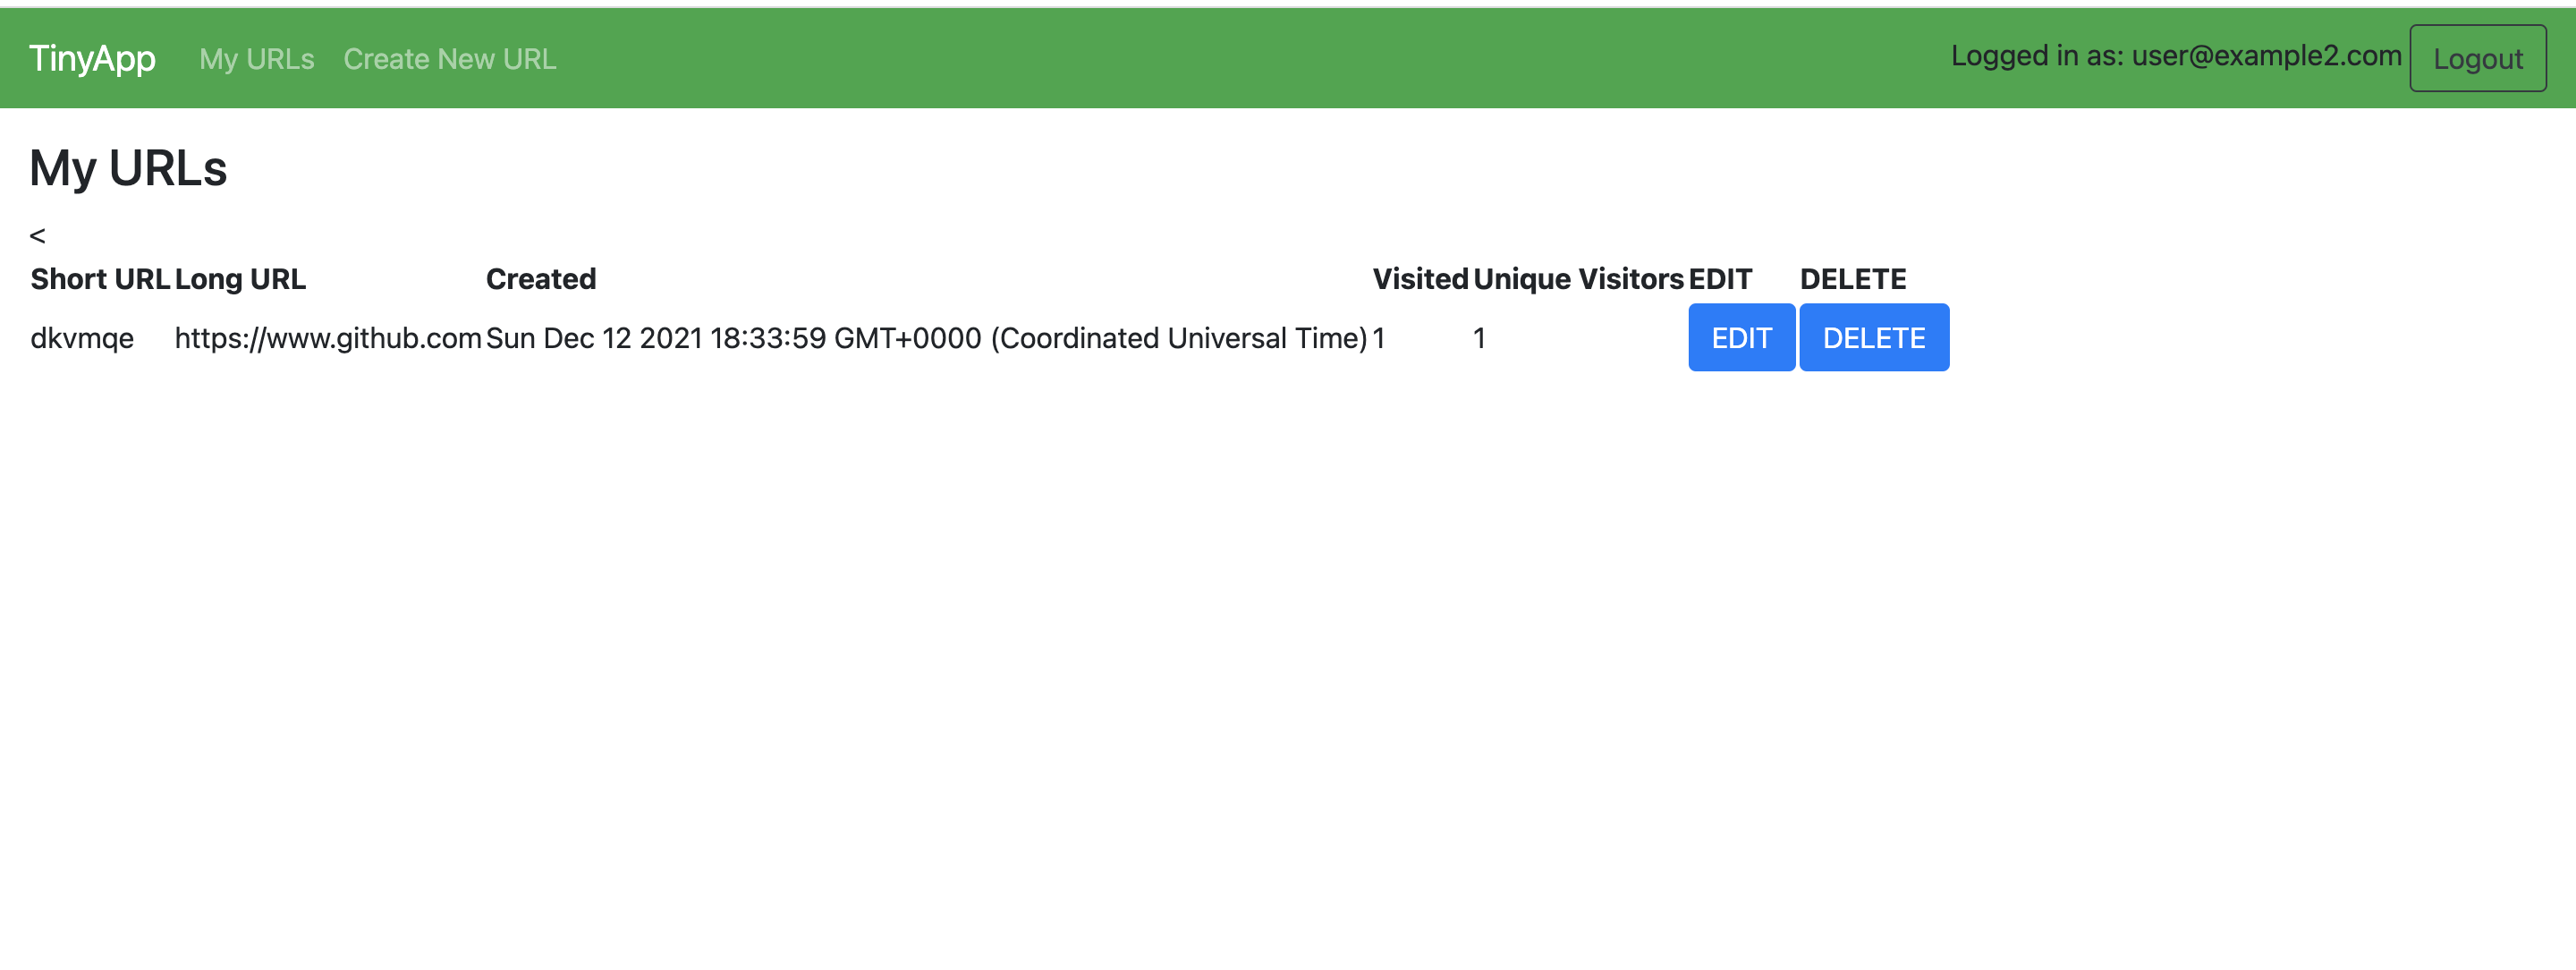 TinyApp My URLs Create New URL Logged in as: user@example2.com Logout
My URLs
<
Short URL Long URL Created Visited Unique Visitors EDIT DELETE
dkvmqe https://www.github.com Sun Dec 12 2021 18:33:59 GMT+0000 (Coordinated Universal Time) 1 1 EDIT DELETE